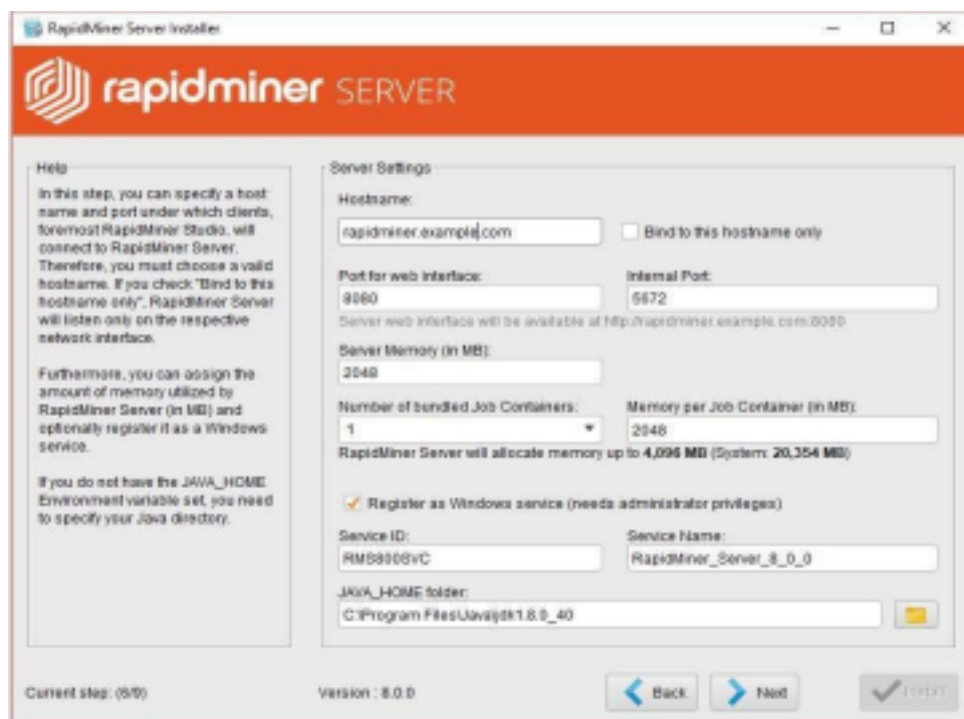 RapidMiner Server Installer
rapidminer SERVER
Help
In this step, you can specify a host
name and port under which clients,
foremost RapidMiner Studio, will
connect to RapidMiner Server.
Therefore, you must choose a valid
hostname. If you check "Bind to this
hostname only", RapidMiner Server
will listen only on the respective
network interface.
Furthermore, you can assign the
amount of memory utilized by
RapidMiner Server (in MB) and
optionally register it as a Windows
service.
If you do not have the JAVA_HOME
Environment variable set, you need
to specify your Java directory.
Server Settings
Hostname:
rapidminer.example.com
Bind to this hostname only
Port for web interface:
Internal Port:
8080
5672
Server web interface will be available at http://rapidminer.example.com:8080
Server Memory (in MB):
2048
Number of bundled Job Containers:
Memory per Job Container (in MB):
1
2048
RapidMiner Server will allocate memory up to 4,096 MB (System: 20,354 MB)
Register as Windows service (needs administrator privileges)
Service ID:
Service Name:
RMS800SVC
RapidMiner_Server_8_0_0
JAVA_HOME folder:
C:\Program Files\Java\jdk1.8.0_40
Current step: (6/9)
Version : 8.0.0
Back
Next
Install